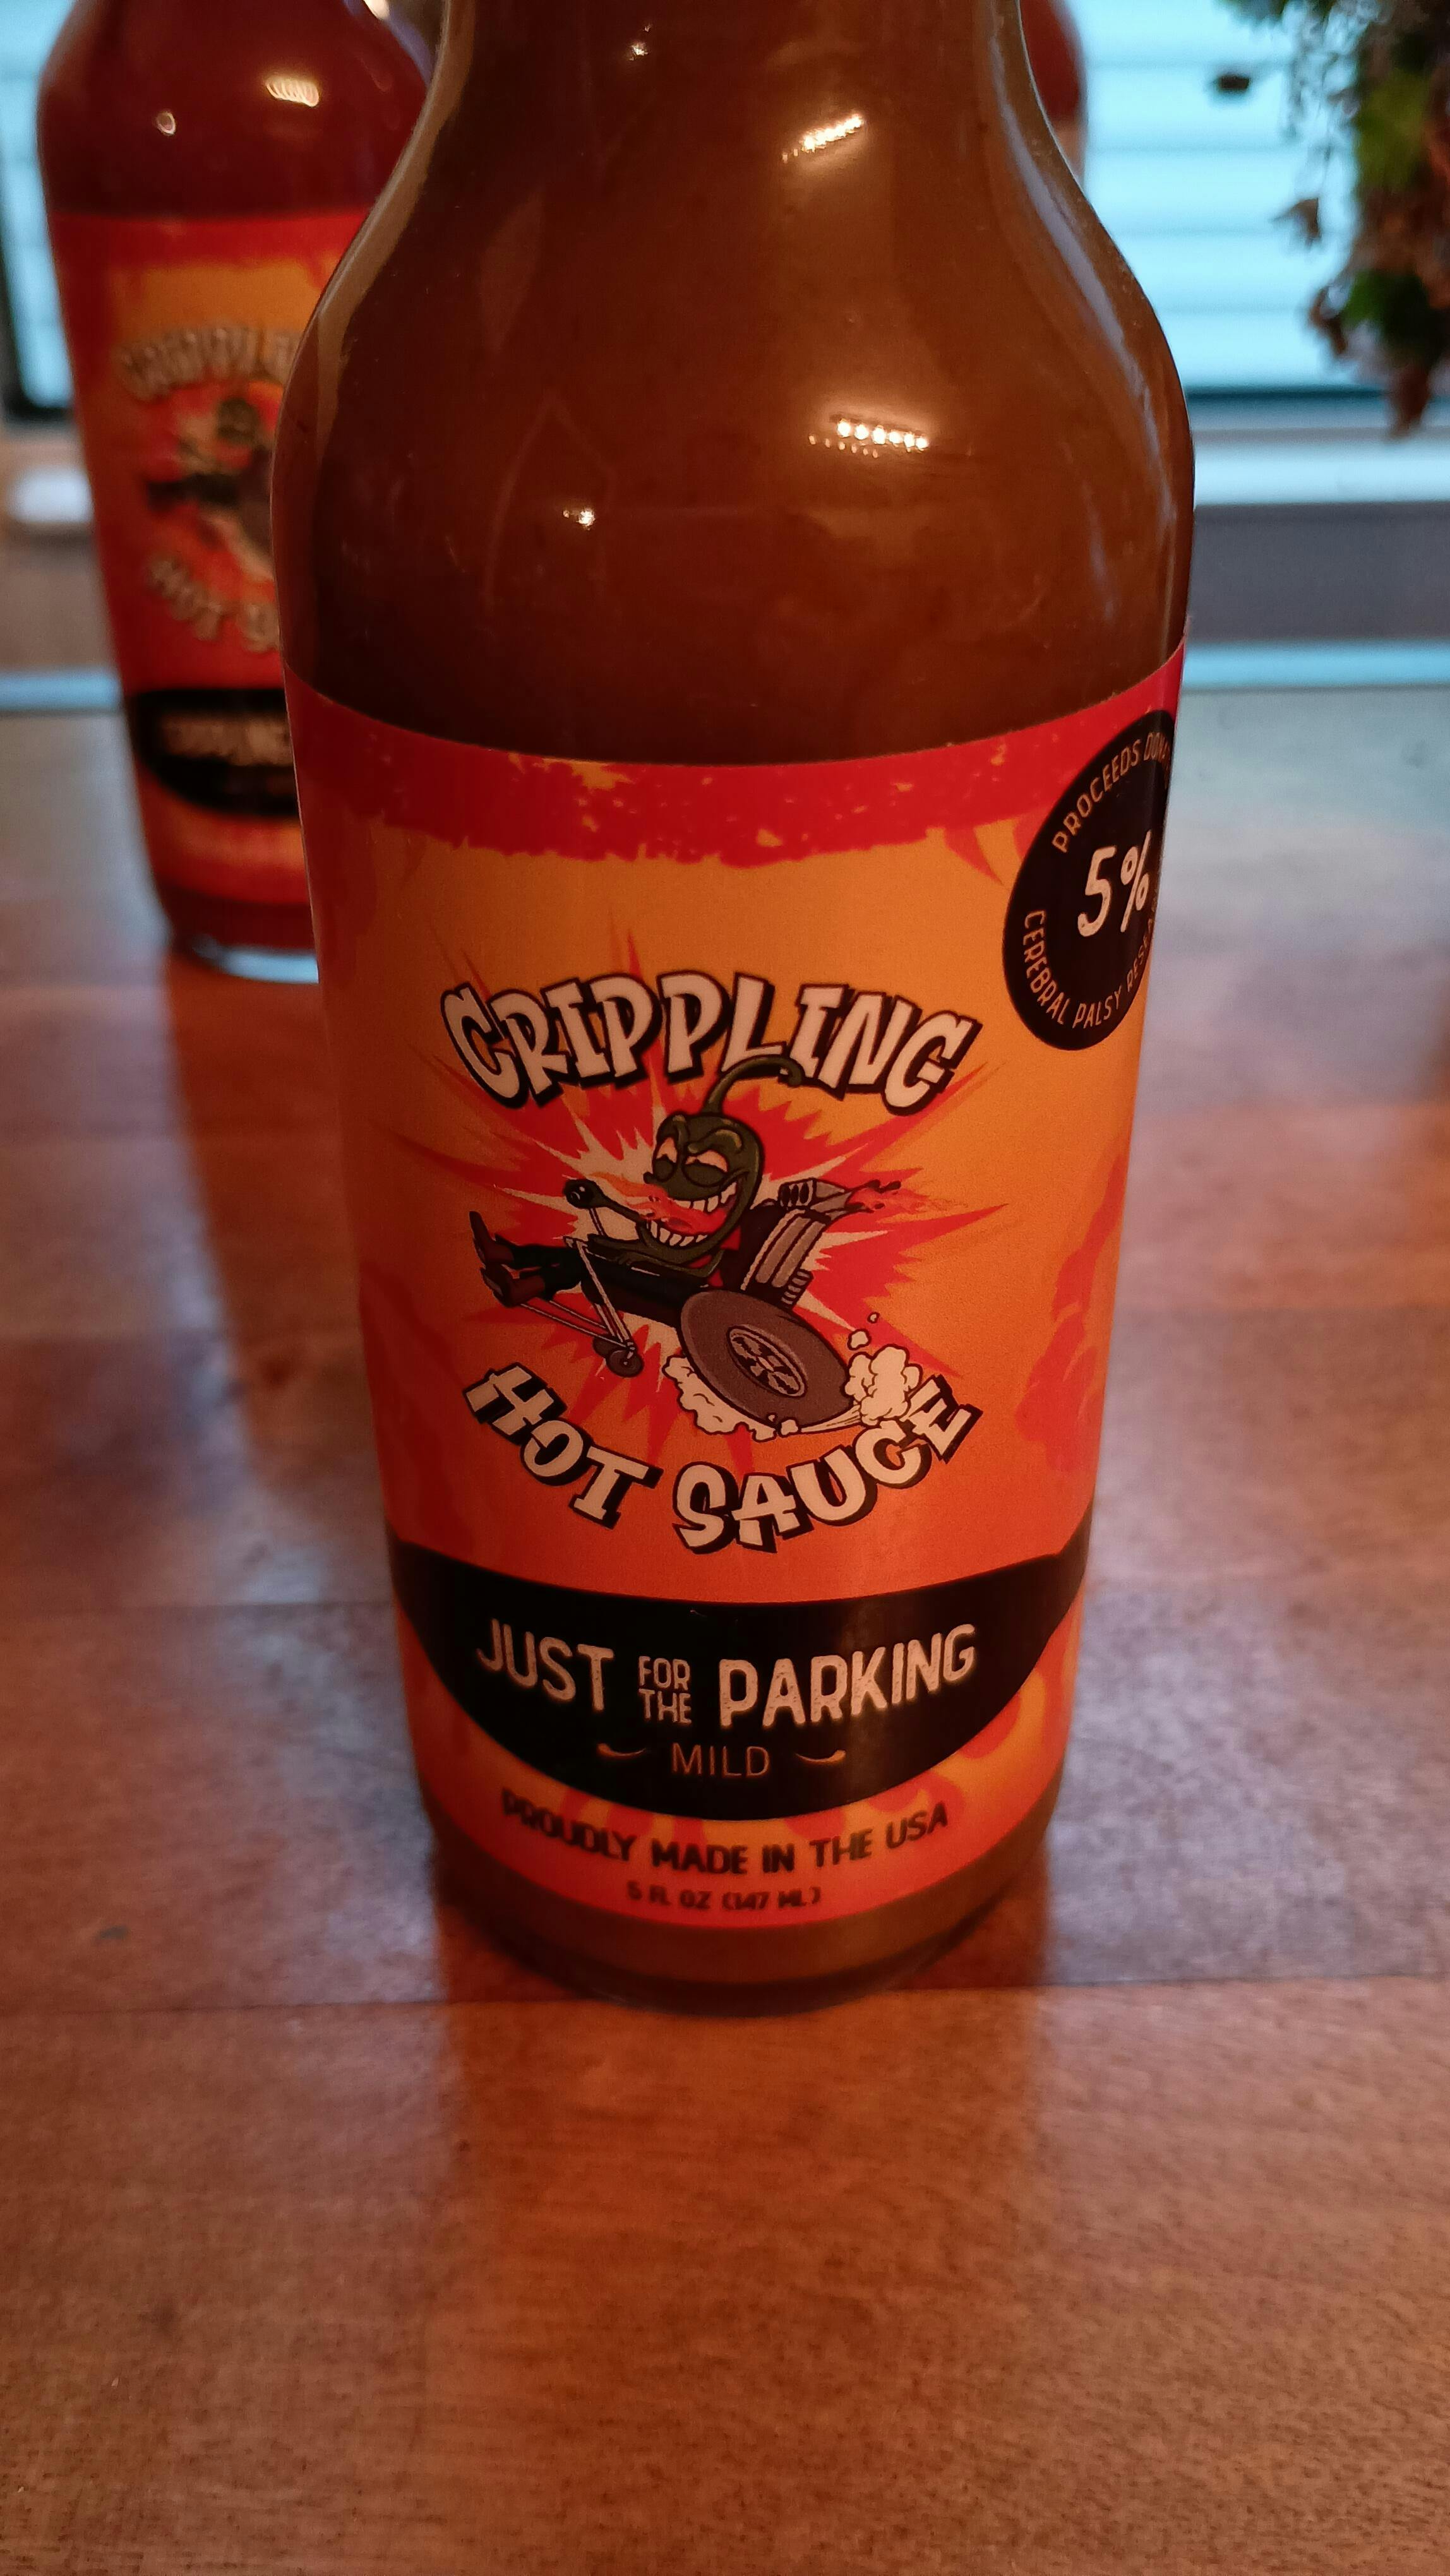 PROCEEDS
5%
CEREBRAL PALSY
CRIPPLING
HOT SAUCE
JUST FOR THE PARKING
MILD
PROUDLY MADE IN THE USA
5 FL OZ (147 ML)